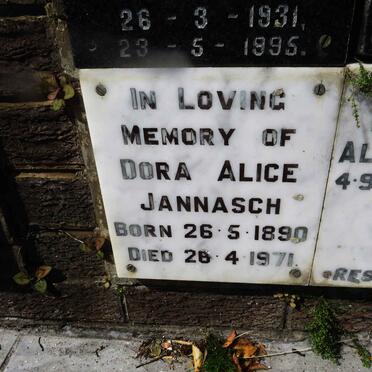 26 - 3 - 1931.
23 - 5 - 1995.
IN LOVING
MEMORY OF
DORA ALICE
JANNASCH
BORN 26·5·1890
DIED 28·4·1971.
AL
4·9
RES